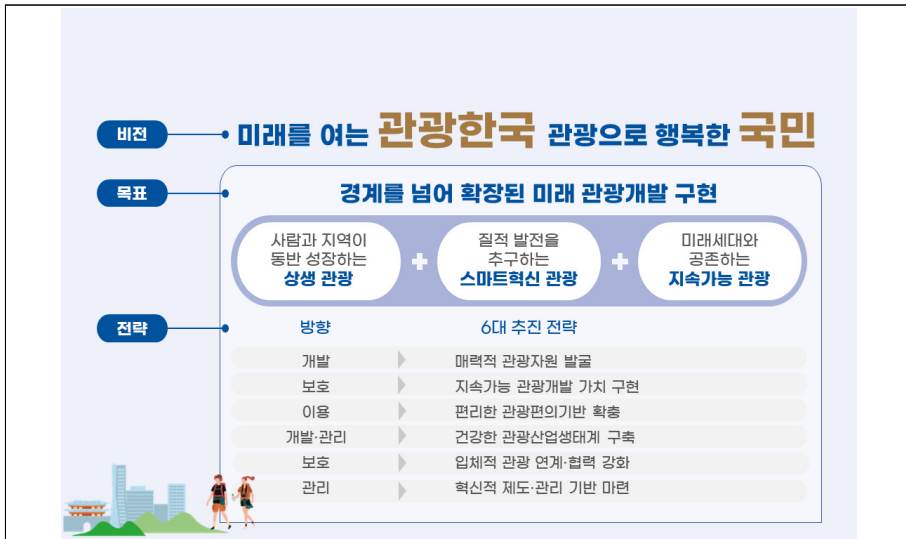 비전
미래를 여는 관광한국 관광으로 행복한 국민
목표
경계를 넘어 확장된 미래 관광개발 구현
사람과 지역이
동반 성장하는
상생 관광
+
질적 발전을
추구하는
스마트혁신 관광
+
미래세대와
공존하는
지속가능 관광
전략
방향 6대 추진 전략
개발 매력적 관광자원 발굴
보호 지속가능 관광개발 가치 구현
이용 편리한 관광편의기반 확충
개발·관리 건강한 관광산업생태계 구축
보호 입체적 관광 연계·협력 강화
관리 혁신적 제도·관리 기반 마련